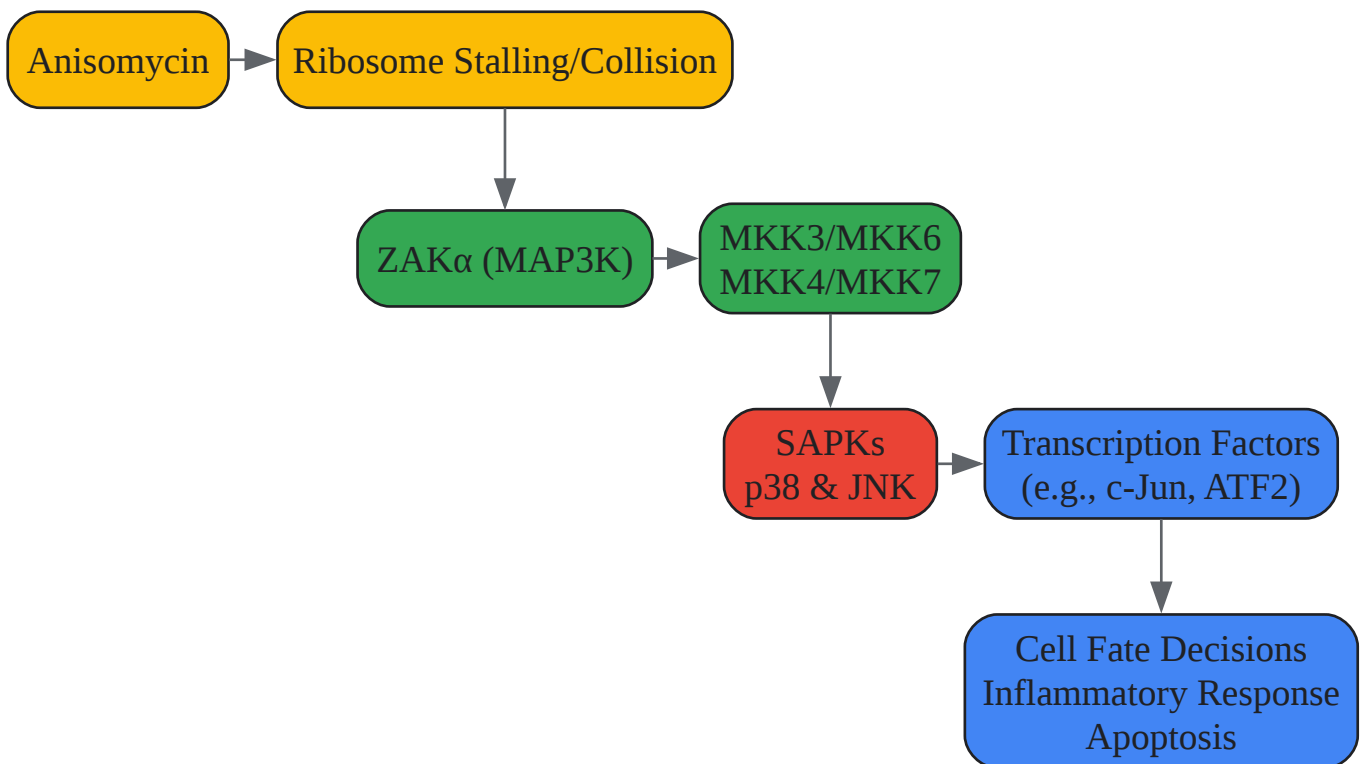 Anisomycin
Ribosome Stalling/Collision
ZAKα (MAP3K)
MKK3/MKK6
MKK4/MKK7
SAPKs
p38 & JNK
Transcription Factors
(e.g., c-Jun, ATF2)
Cell Fate Decisions
Inflammatory Response
Apoptosis